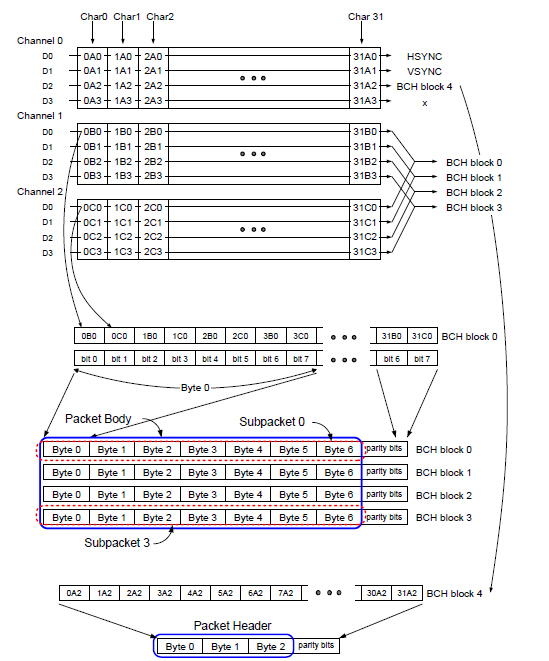 Char0 Char1 Char2 Char 31
Channel 0
D0 0A0 1A0 2A0 31A0 HSYNC
D1 0A1 1A1 2A1 31A1 VSYNC
D2 0A2 1A2 2A2 31A2 BCH block 4
D3 0A3 1A3 2A3 31A3 x
Channel 1
D0 0B0 1B0 2B0 31B0
D1 0B1 1B1 2B1 31B1
D2 0B2 1B2 2B2 31B2
D3 0B3 1B3 2B3 31B3
BCH block 0
BCH block 1
BCH block 2
BCH block 3
Channel 2
D0 0C0 1C0 2C0 31C0
D1 0C1 1C1 2C1 31C1
D2 0C2 1C2 2C2 31C2
D3 0C3 1C3 2C3 31C3
0B0 0C0 1B0 1C0 2B0 2C0 3B0 3C0 31B0 31C0 BCH block 0
bit 0 bit 1 bit 2 bit 3 bit 4 bit 5 bit 6 bit 7 bit 6 bit 7
Byte 0
Packet Body Subpacket 0
Byte 0 Byte 1 Byte 2 Byte 3 Byte 4 Byte 5 Byte 6 parity bits BCH block 0
Byte 0 Byte 1 Byte 2 Byte 3 Byte 4 Byte 5 Byte 6 parity bits BCH block 1
Byte 0 Byte 1 Byte 2 Byte 3 Byte 4 Byte 5 Byte 6 parity bits BCH block 2
Byte 0 Byte 1 Byte 2 Byte 3 Byte 4 Byte 5 Byte 6 parity bits BCH block 3
Subpacket 3
0A2 1A2 2A2 3A2 4A2 5A2 6A2 7A2 30A2 31A2 BCH block 4
Packet Header
Byte 0 Byte 1 Byte 2 parity bits